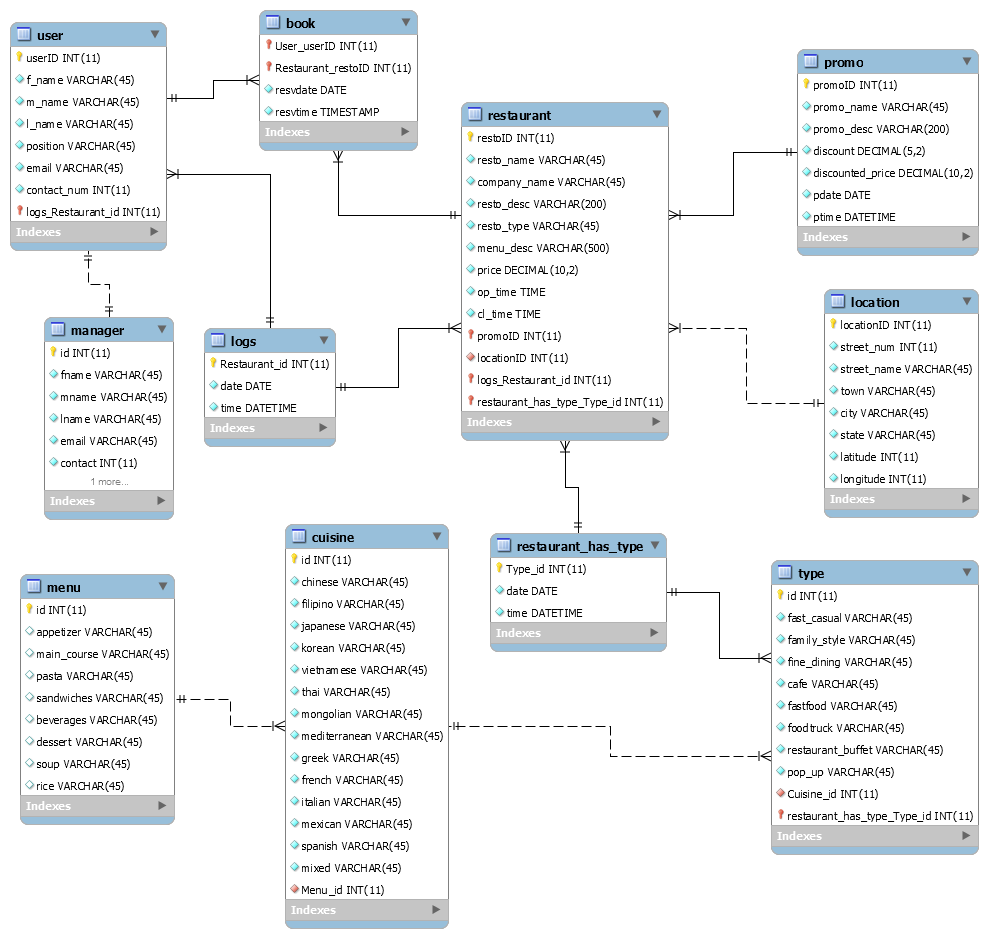 user
userID INT(11)
f_name VARCHAR(45)
m_name VARCHAR(45)
l_name VARCHAR(45)
position VARCHAR(45)
email VARCHAR(45)
contact_num INT(11)
logs_Restaurant_id INT(11)
Indexes
book
User_userID INT(11)
Restaurant_restoID INT(11)
resvdate DATE
resvtime TIMESTAMP
Indexes
restaurant
restoID INT(11)
resto_name VARCHAR(45)
company_name VARCHAR(45)
resto_desc VARCHAR(200)
resto_type VARCHAR(45)
menu_desc VARCHAR(500)
price DECIMAL(10,2)
op_time TIME
cl_time TIME
promoID INT(11)
locationID INT(11)
logs_Restaurant_id INT(11)
restaurant_has_type_Type_id INT(11)
Indexes
promo
promoID INT(11)
promo_name VARCHAR(45)
promo_desc VARCHAR(200)
discount DECIMAL(5,2)
discounted_price DECIMAL(10,2)
pdate DATE
ptime DATETIME
Indexes
manager
id INT(11)
fname VARCHAR(45)
mname VARCHAR(45)
lname VARCHAR(45)
email VARCHAR(45)
contact INT(11)
1 more...
Indexes
logs
Restaurant_id INT(11)
date DATE
time DATETIME
Indexes
location
locationID INT(11)
street_num INT(11)
street_name VARCHAR(45)
town VARCHAR(45)
city VARCHAR(45)
state VARCHAR(45)
latitude INT(11)
longitude INT(11)
Indexes
menu
id INT(11)
appetizer VARCHAR(45)
main_course VARCHAR(45)
pasta VARCHAR(45)
sandwiches VARCHAR(45)
beverages VARCHAR(45)
dessert VARCHAR(45)
soup VARCHAR(45)
rice VARCHAR(45)
Indexes
cuisine
id INT(11)
chinese VARCHAR(45)
filipino VARCHAR(45)
japanese VARCHAR(45)
korean VARCHAR(45)
vietnamese VARCHAR(45)
thai VARCHAR(45)
mongolian VARCHAR(45)
mediterranean VARCHAR(45)
greek VARCHAR(45)
french VARCHAR(45)
italian VARCHAR(45)
mexican VARCHAR(45)
spanish VARCHAR(45)
mixed VARCHAR(45)
Menu_id INT(11)
Indexes
restaurant_has_type
Type_id INT(11)
date DATE
time DATETIME
Indexes
type
id INT(11)
fast_casual VARCHAR(45)
family_style VARCHAR(45)
fine_dining VARCHAR(45)
cafe VARCHAR(45)
fastfood VARCHAR(45)
foodtruck VARCHAR(45)
restaurant_buffet VARCHAR(45)
pop_up VARCHAR(45)
Cuisine_id INT(11)
restaurant_has_type_Type_id INT(11)
Indexes